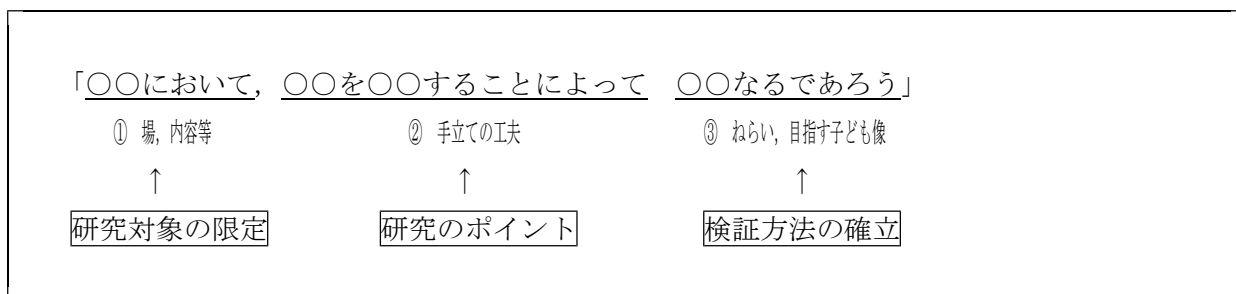 「○○において，○○を○○することによって　○○なるであろう」
①　場，内容等　②　手立ての工夫　③　ねらい，目指す子ども像
↑　↑　↑
研究対象の限定　研究のポイント　検証方法の確立